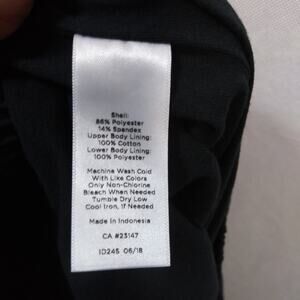 Shell:
86% Polyester
14% Spandex
Upper Body Lining:
100% Cotton
Lower Body Lining:
100% Polyester
Machine Wash Cold
With Like Colors
Only Non-Chlorine
Bleach When Needed
Tumble Dry Low
Cool Iron, If Needed
Made in Indonesia
CA #23147
ID245 06/18